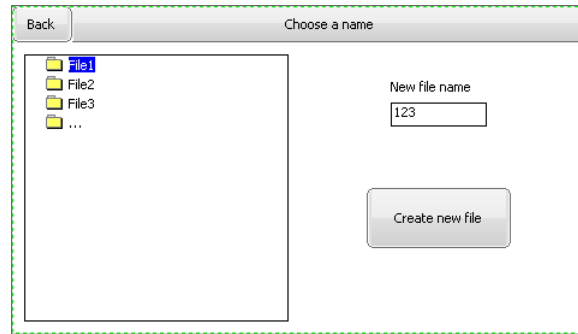 Back
Choose a name
File1
File2
File3
...
New file name
123
Create new file